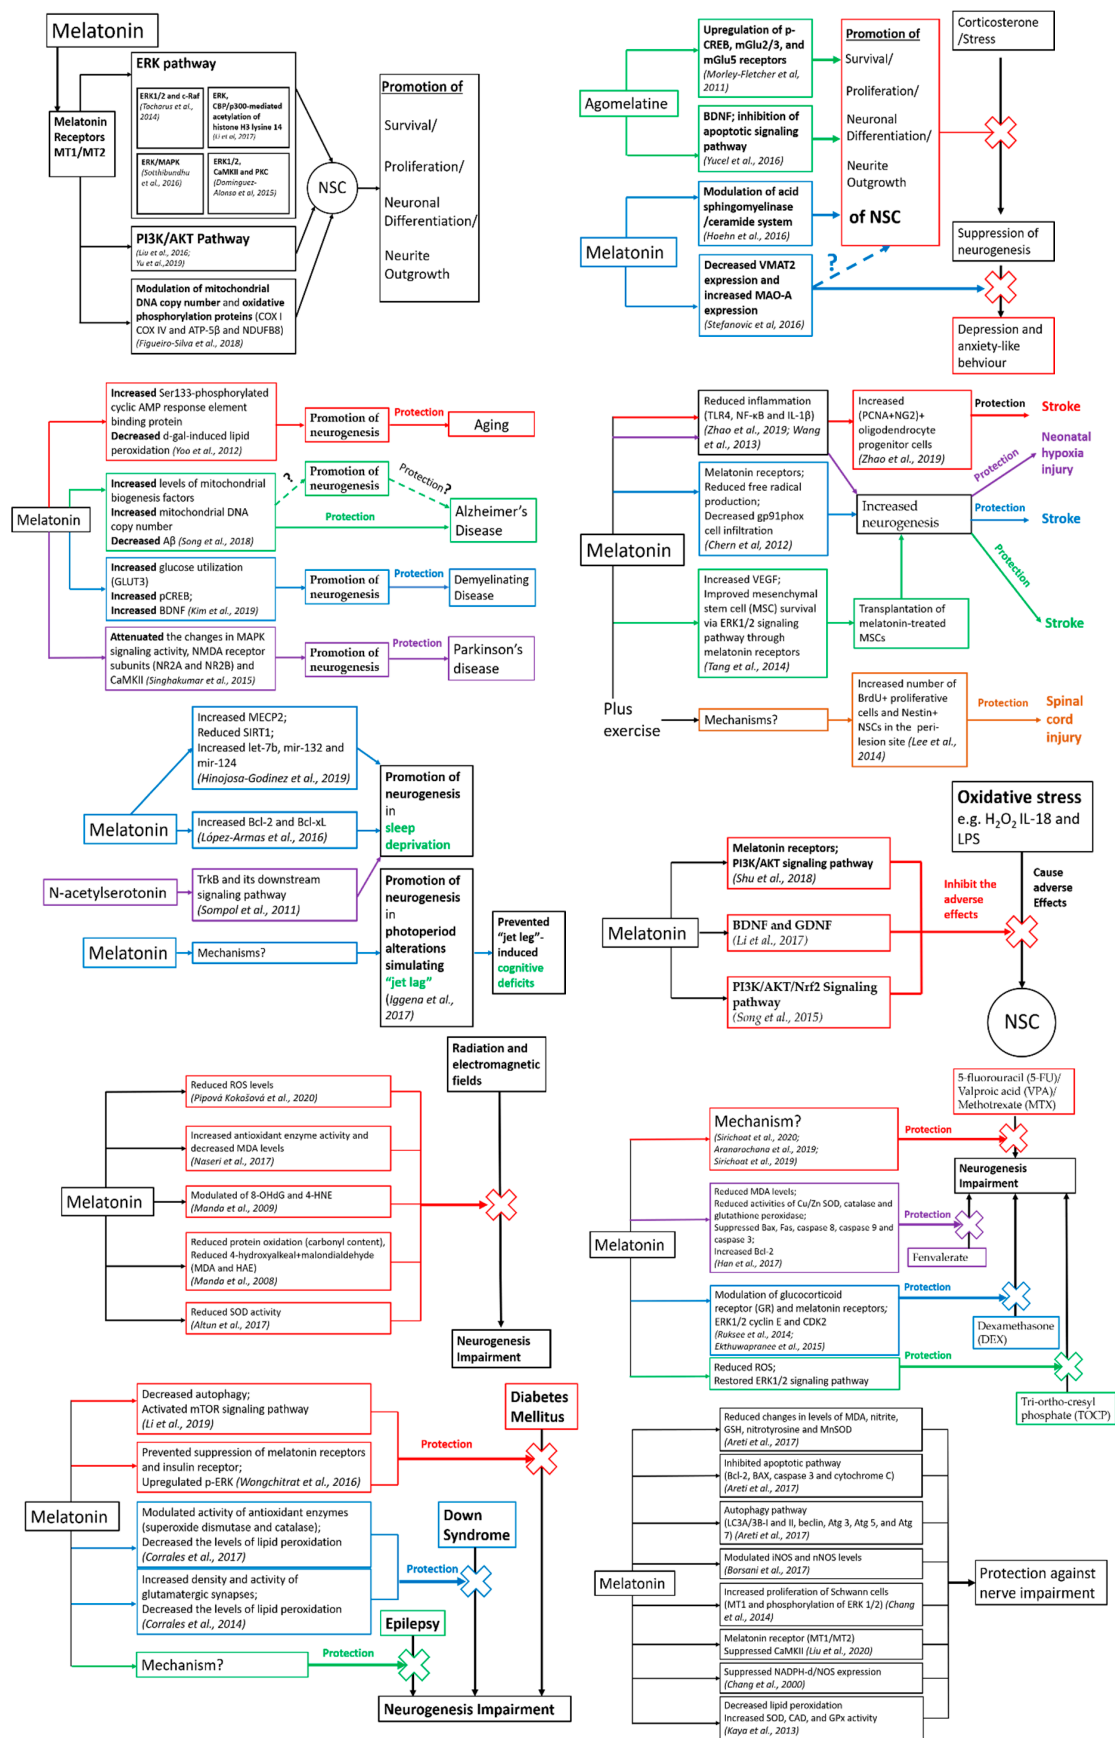 Melatonin
ERK pathway
ERK1/2 and c-Raf
(Tocharus et al.,
2014)
ERK,
CBP/p300-mediated
acetylation of
histone H3 lysine 14
(Li et al, 2017)
Melatonin
Receptors
MT1/MT2
ERK/MAPK
(Sotthibundhu
et al., 2016)
ERK1/2,
CaMKII and PKC
(Domínguez-
Alonso et al, 2015)
PI3K/AKT Pathway
(Liu et al., 2016;
Yu et al.,2019)
Modulation of mitochondrial
DNA copy number and oxidative
phosphorylation proteins (COX I
COX IV and ATP-5β and NDUFB8)
(Figueiro-Silva et al., 2018)
NSC
Promotion of
Survival/
Proliferation/
Neuronal
Differentiation/
Neurite
Outgrowth
Agomelatine
Upregulation of p-
CREB, mGlu2/3, and
mGlu5 receptors
(Morley-Fletcher et al,
2011)
BDNF; inhibition of
apoptotic signaling
pathway
(Yucel et al., 2016)
Melatonin
Modulation of acid
sphingomyelinase
/ceramide system
(Hoehn et al., 2016)
Decreased VMAT2
expression and
increased MAO-A
expression
(Stefanovic et al, 2016)
?
Promotion of
Survival/
Proliferation/
Neuronal
Differentiation/
Neurite
Outgrowth
of NSC
Corticosterone
/Stress
Suppression of
neurogenesis
Depression and
anxiety-like
behviour
Melatonin
Increased Ser133-phosphorylated
cyclic AMP response element
binding protein
Decreased d-gal-induced lipid
peroxidation (Yoo et al., 2012)
Promotion of
neurogenesis
Protection
Aging
Increased levels of mitochondrial
biogenesis factors
Increased mitochondrial DNA
copy number
Decreased Aβ (Song et al., 2018)
?
Promotion of
neurogenesis
Protection?
Protection
Alzheimer's
Disease
Increased glucose utilization
(GLUT3)
Increased pCREB;
Increased BDNF (Kim et al., 2019)
Promotion of
neurogenesis
Protection
Demyelinating
Disease
Attenuated the changes in MAPK
signaling activity, NMDA receptor
subunits (NR2A and NR2B) and
CaMKII (Singhakumar et al., 2015)
Promotion of
neurogenesis
Protection
Parkinson's
disease
Melatonin
Reduced inflammation
(TLR4, NF-κB and IL-1β)
(Zhao et al., 2019; Wang
et al., 2013)
Increased
(PCNA+NG2)+
oligodendrocyte
progenitor cells
(Zhao et al., 2019)
Protection
Stroke
Melatonin receptors;
Reduced free radical
production;
Decreased gp91phox
cell infiltration
(Chern et al, 2012)
Increased
neurogenesis
Protection
Neonatal
hypoxia
injury
Protection
Stroke
Protection
Stroke
Increased VEGF;
Improved mesenchymal
stem cell (MSC) survival
via ERK1/2 signaling
pathway through
melatonin receptors
(Tang et al., 2014)
Transplantation of
melatonin-treated
MSCs
Plus
exercise
Mechanisms?
Increased number of
BrdU+ proliferative
cells and Nestin+
NSCs in the peri-
lesion site (Lee et al.,
2014)
Protection
Spinal
cord
injury
Melatonin
Increased MECP2;
Reduced SIRT1;
Increased let-7b, mir-132 and
mir-124
(Hinojosa-Godinez et al., 2019)
Increased Bcl-2 and Bcl-xL
(López-Armas et al., 2016)
N-acetylserotonin
TrkB and its downstream
signaling pathway
(Sompol et al., 2011)
Promotion of
neurogenesis
in
sleep
deprivation
Melatonin
Mechanisms?
Promotion of
neurogenesis
in
photoperiod
alterations
simulating
"jet lag"
(Iggena et al.,
2017)
Prevented
"jet leg"-
induced
cognitive
deficits
Melatonin
Melatonin receptors;
PI3K/AKT signaling pathway
(Shu et al., 2018)
BDNF and GDNF
(Li et al., 2017)
PI3K/AKT/Nrf2 Signaling
pathway
(Song et al., 2015)
Inhibit the
adverse
effects
Oxidative stress
e.g. H2O2 IL-18 and
LPS
Cause
adverse
Effects
NSC
Melatonin
Reduced ROS levels
(Pipová Kokošová et al., 2020)
Increased antioxidant enzyme activity and
decreased MDA levels
(Naseri et al., 2017)
Modulated of 8-OHdG and 4-HNE
(Manda et al., 2009)
Reduced protein oxidation (carbonyl content),
Reduced 4-hydroxyalkeal+malondialdehyde
(MDA and HAE)
(Manda et al., 2008)
Reduced SOD activity
(Altun et al., 2017)
Radiation and
electromagnetic
fields
Neurogenesis
Impairment
Melatonin
Mechanism?
(Sirichoat et al., 2020;
Aranarochana et al., 2019;
Sirichoat et al., 2019)
Protection
5-fluorouracil (5-FU)/
Valproic acid (VPA)/
Methotrexate (MTX)
Neurogenesis
Impairment
Reduced MDA levels;
Reduced activities of Cu/Zn SOD, catalase and
glutathione peroxidase;
Suppressed Bax, Fas, caspase 8, caspase 9 and
caspase 3;
Increased Bcl-2
(Han et al., 2017)
Protection
Fenvalerate
Modulation of glucocorticoid
receptor (GR) and melatonin receptors;
ERK1/2 cyclin E and CDK2
(Ruksee et al., 2014;
Ekthuwapranee et al., 2015)
Protection
Dexamethasone
(DEX)
Reduced ROS;
Restored ERK1/2 signaling pathway
Protection
Tri-ortho-cresyl
phosphate (TOCP)
Melatonin
Decreased autophagy;
Activated mTOR signaling pathway
(Li et al., 2019)
Prevented suppression of melatonin receptors
and insulin receptor;
Upregulated p-ERK (Wongchitrat et al., 2016)
Protection
Diabetes
Mellitus
Modulated activity of antioxidant enzymes
(superoxide dismutase and catalase);
Decreased the levels of lipid peroxidation
(Corrales et al., 2017)
Increased density and activity of
glutamatergic synapses;
Decreased the levels of lipid peroxidation
(Corrales et al., 2014)
Protection
Down
Syndrome
Mechanism?
Protection
Epilepsy
Neurogenesis Impairment
Melatonin
Reduced changes in levels of MDA, nitrite,
GSH, nitrotyrosine and MnSOD
(Areti et al., 2017)
Inhibited apoptotic pathway
(Bcl-2, BAX, caspase 3 and cytochrome C)
(Areti et al., 2017)
Autophagy pathway
(LC3A/3B-I and II, beclin, Atg 3, Atg 5, and Atg
7) (Areti et al., 2017)
Modulated iNOS and nNOS levels
(Borsani et al., 2017)
Increased proliferation of Schwann cells
(MT1 and phosphorylation of ERK 1/2) (Chang
et al., 2014)
Melatonin receptor (MT1/MT2)
Suppressed CaMKII (Liu et al., 2020)
Suppressed NADPH-d/NOS expression
(Chang et al., 2000)
Decreased lipid peroxidation
Increased SOD, CAD, and GPx activity
(Kaya et al., 2013)
Protection against
nerve impairment